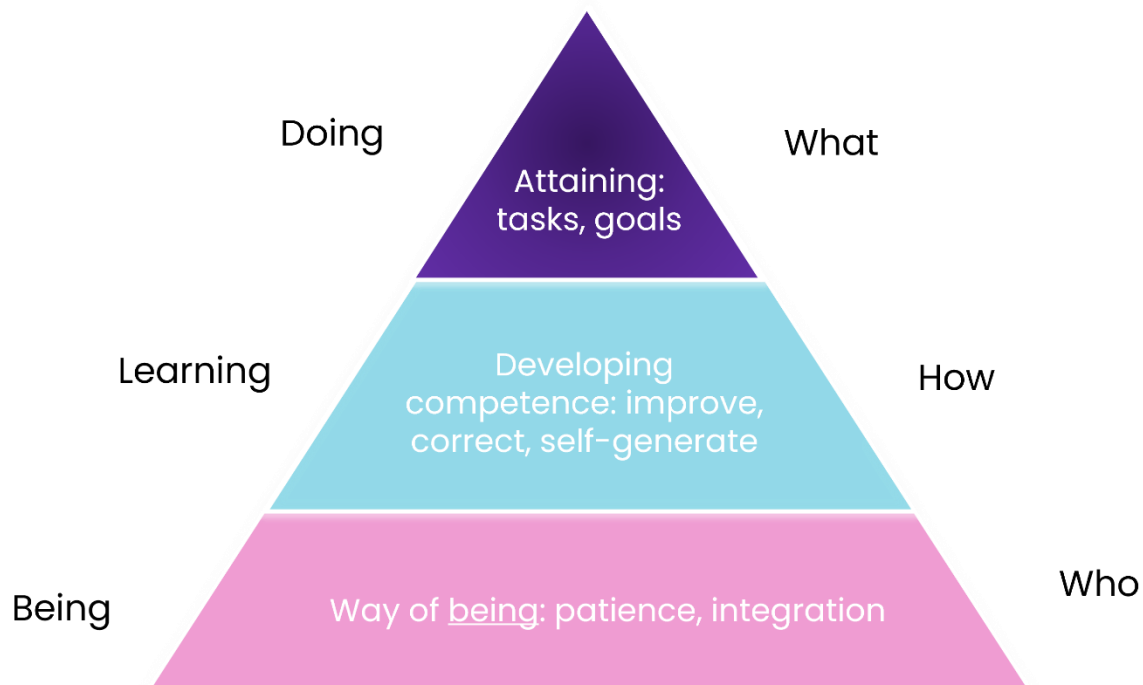 Doing
What
Attaining:
tasks, goals
Learning
How
Developing
competence: improve,
correct, self-generate
Being
Who
Way of being: patience, integration